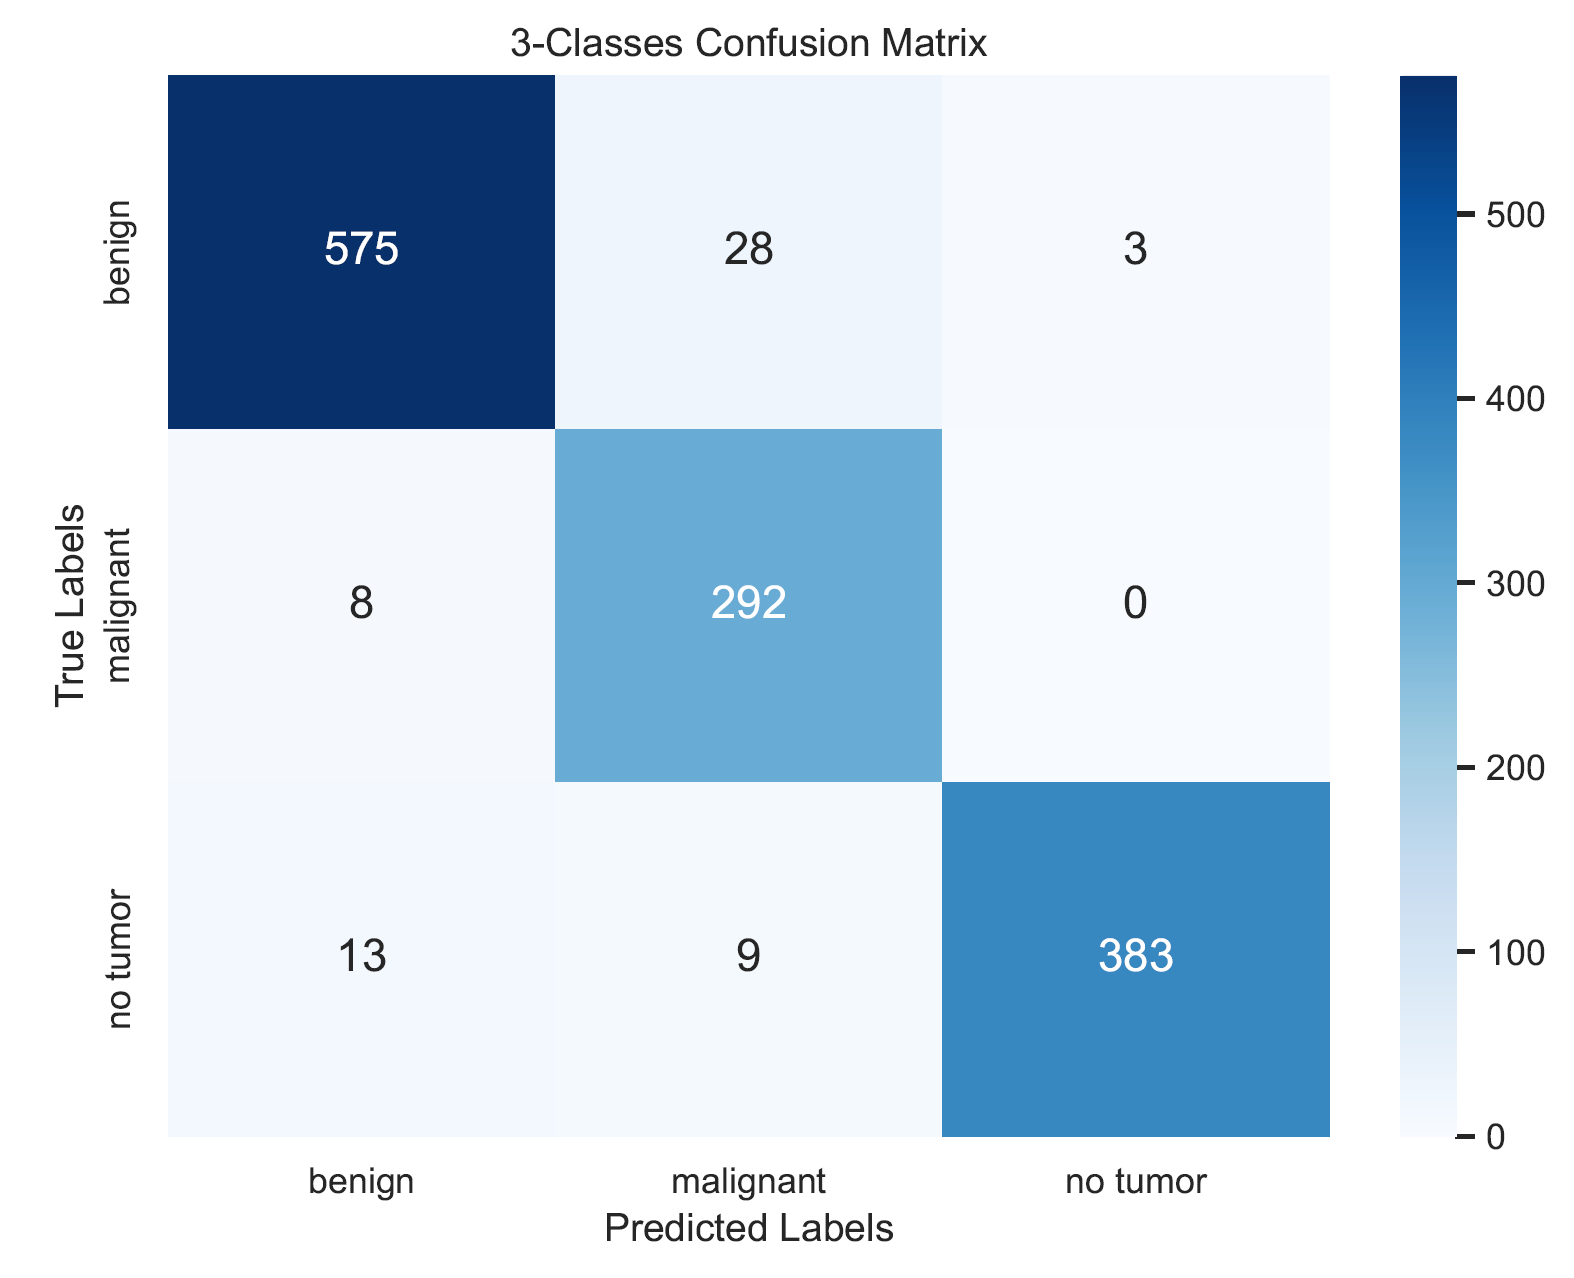 3-Classes Confusion Matrix
True Labels
benign
malignant
no tumor
575 28 3
8 292 0
13 9 383
benign malignant no tumor
Predicted Labels
500
400
300
200
100
0